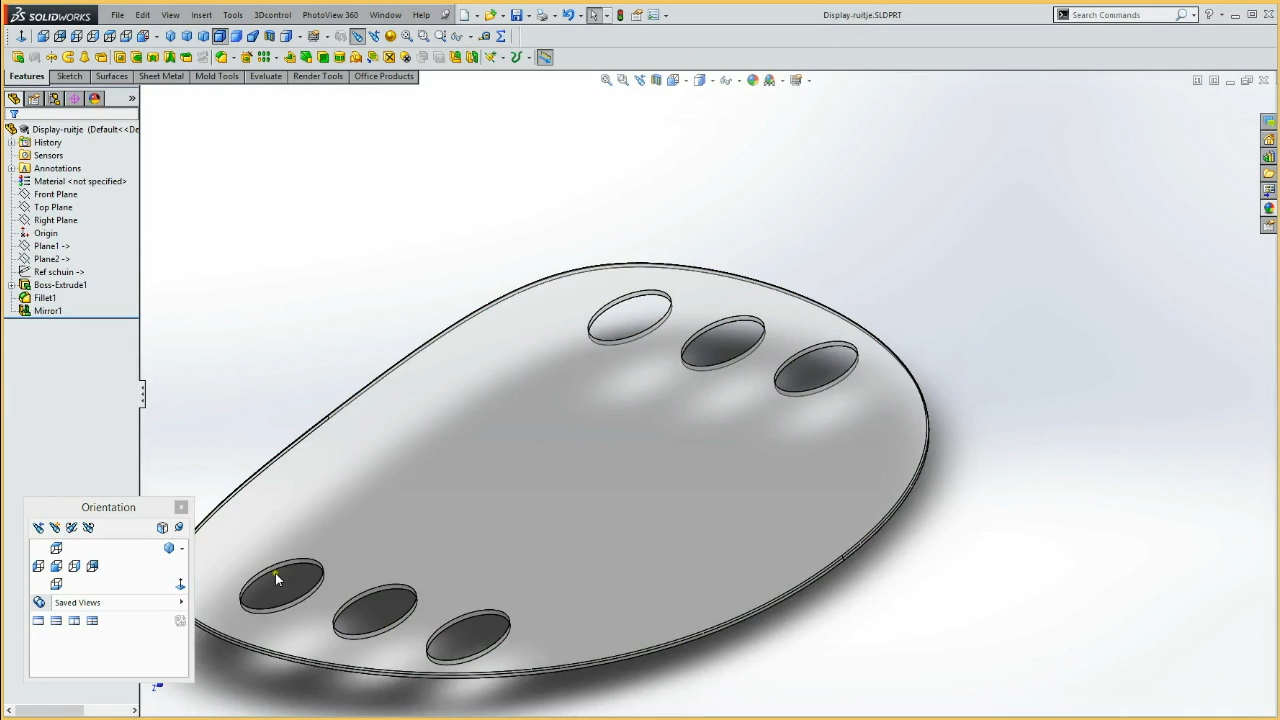 SOLIDWORKS File Edit View Insert Tools 3Dcontrol PhotoView 360 Window Help Display-ruitje.SLDPRT Search Commands
Features Sketch Surfaces Sheet Metal Mold Tools Evaluate Render Tools Office Products
Display-ruitje (Default<<De
History
Sensors
Annotations
Material <not specified>
Front Plane
Top Plane
Right Plane
Origin
Plane1 ->
Plane2 ->
Ref schuin ->
Boss-Extrude1
Fillet1
Mirror1
Orientation
Saved Views
Z